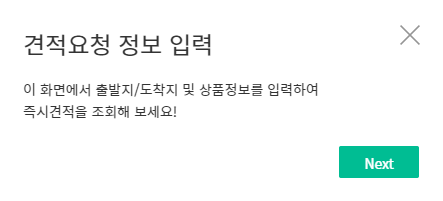 견적요청 정보 입력
이 화면에서 출발지/도착지 및 상품정보를 입력하여
즉시견적을 조회해 보세요!
Next